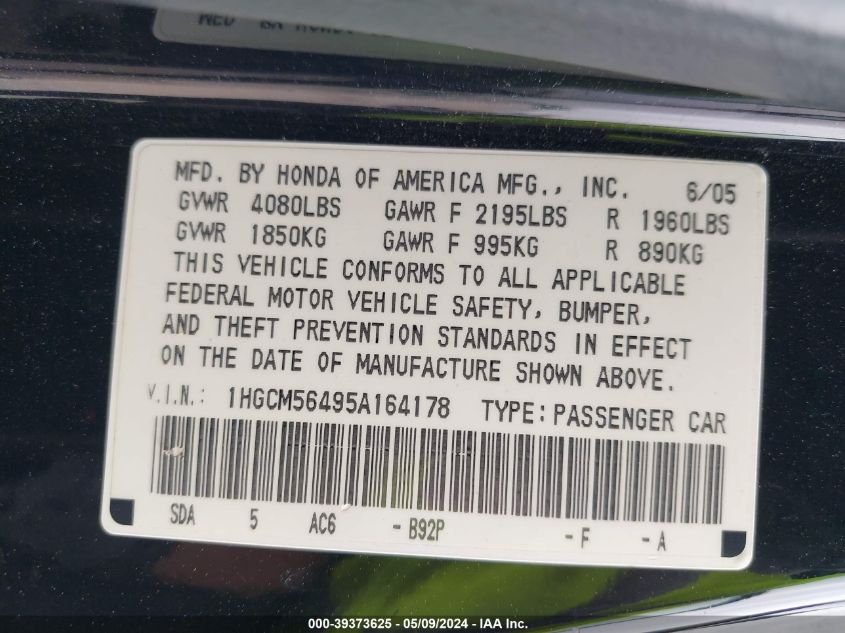 MFD. BY HONDA OF AMERICA MFG., INC. 6/05
GVWR 4080LBS GAWR F 2195LBS R 1960LBS
GVWR 1850KG GAWR F 995KG R 890KG
THIS VEHICLE CONFORMS TO ALL APPLICABLE
FEDERAL MOTOR VEHICLE SAFETY, BUMPER,
AND THEFT PREVENTION STANDARDS IN EFFECT
ON THE DATE OF MANUFACTURE SHOWN ABOVE.
V.I.N.: 1HGCM56495A164178 TYPE:PASSENGER CAR
SDA 5 AC6 -B92P -F -A
000-39373625 - 05/09/2024 - IAA Inc.